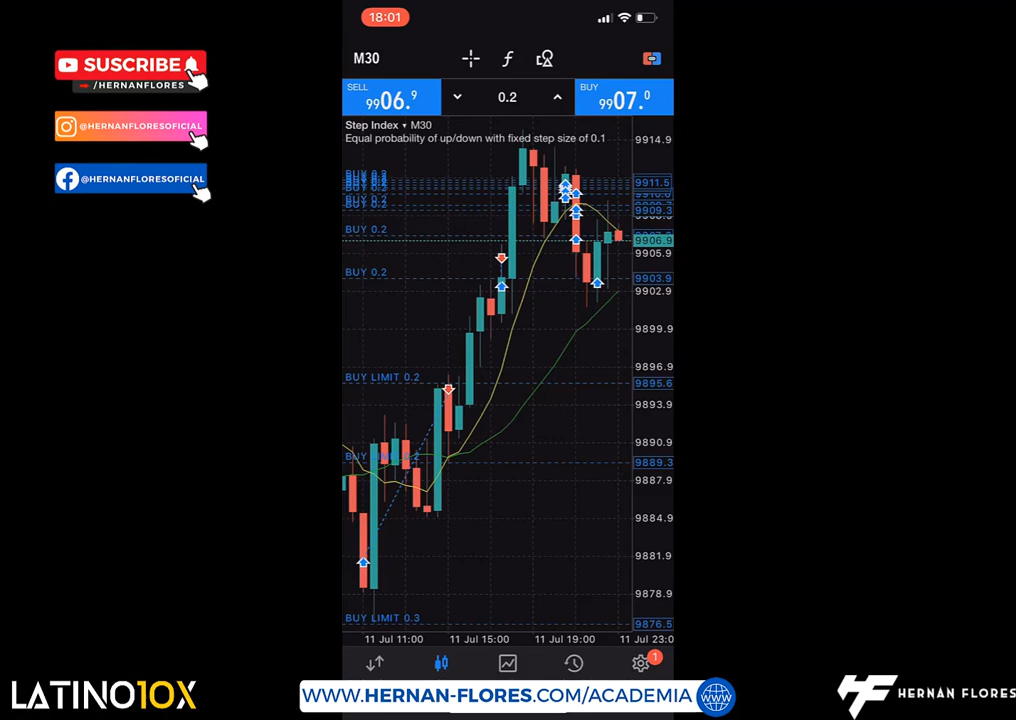 18:01
SUSCRIBE
/HERNANFLORES
@HERNANFLORESOFICIAL
@HERNANFLORESOFICIAL
M30
SELL
9906.9
0.2
BUY
9907.0
Step Index ▾ M30
Equal probability of up/down with fixed step size of 0.1
9914.9
BUY 0.2
9911.5
BUY 0.2
9909.3
BUY 0.2
9906.9
9905.9
BUY 0.2
9903.9
9902.9
9899.9
9896.9
BUY LIMIT 0.2
9895.6
9893.9
9890.9
9889.3
9887.9
9884.9
9881.9
9878.9
BUY LIMIT 0.3
9876.5
11 Jul 11:00
11 Jul 15:00
11 Jul 19:00
11 Jul 23:0
1
LATINO10X
WWW.HERNAN-FLORES.COM/ACADEMIA
WWW
HF HERNAN FLORES